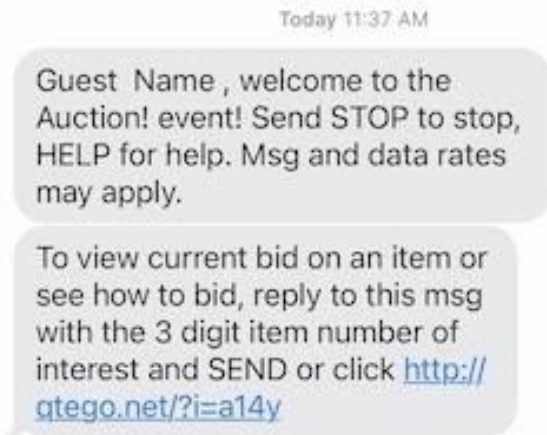 Today 11:37 AM
Guest Name , welcome to the
Auction! event! Send STOP to stop,
HELP for help. Msg and data rates
may apply.
To view current bid on an item or
see how to bid, reply to this msg
with the 3 digit item number of
interest and SEND or click http://
qtego.net/?i=a14y